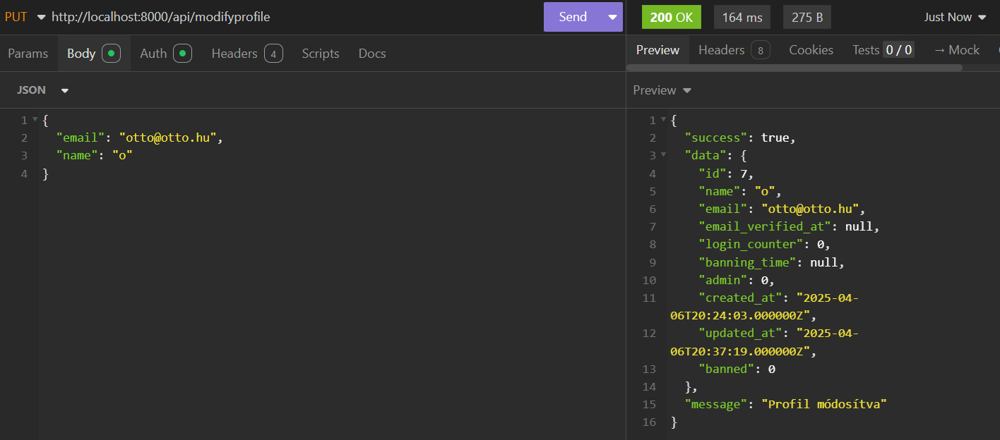 PUT http://localhost:8000/api/modifyprofile Send 200 OK 164 ms 275 B Just Now
Params Body Auth Headers 4 Scripts Docs
Preview Headers 8 Cookies Tests 0 / 0 → Mock
JSON
Preview
1 {
2 "email": "otto@otto.hu",
3 "name": "o"
4 }
1 {
2 "success": true,
3 "data": {
4 "id": 7,
5 "name": "o",
6 "email": "otto@otto.hu",
7 "email_verified_at": null,
8 "login_counter": 0,
9 "banning_time": null,
10 "admin": 0,
11 "created_at": "2025-04-
06T20:24:03.000000Z",
12 "updated_at": "2025-04-
06T20:37:19.000000Z",
13 "banned": 0
14 },
15 "message": "Profil módosítva"
16 }